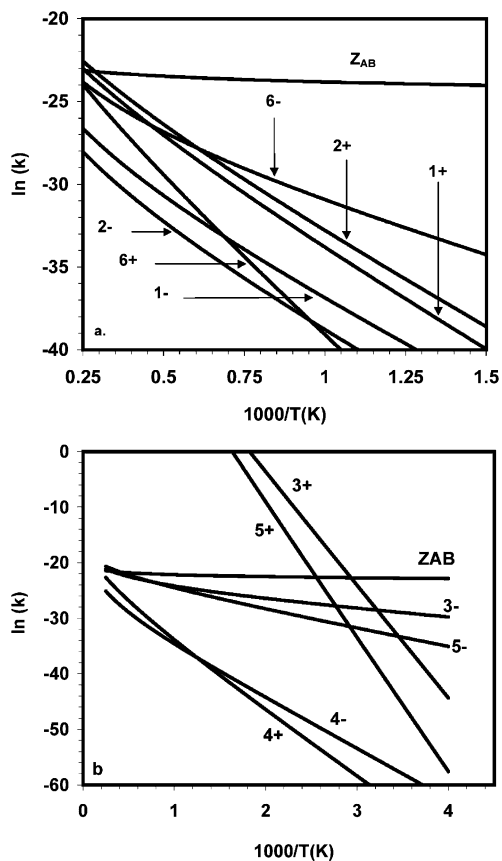 -20
-25
-30
-35
-40
ln (k)
ZAB
6-
2+
1+
2-
6+
1-
a.
0.25 0.5 0.75 1 1.25 1.5
1000/T(K)
0
-10
-20
-30
-40
-50
-60
ln (k)
3+
5+
ZAB
3-
5-
4-
4+
b
0 1 2 3 4
1000/T(K)